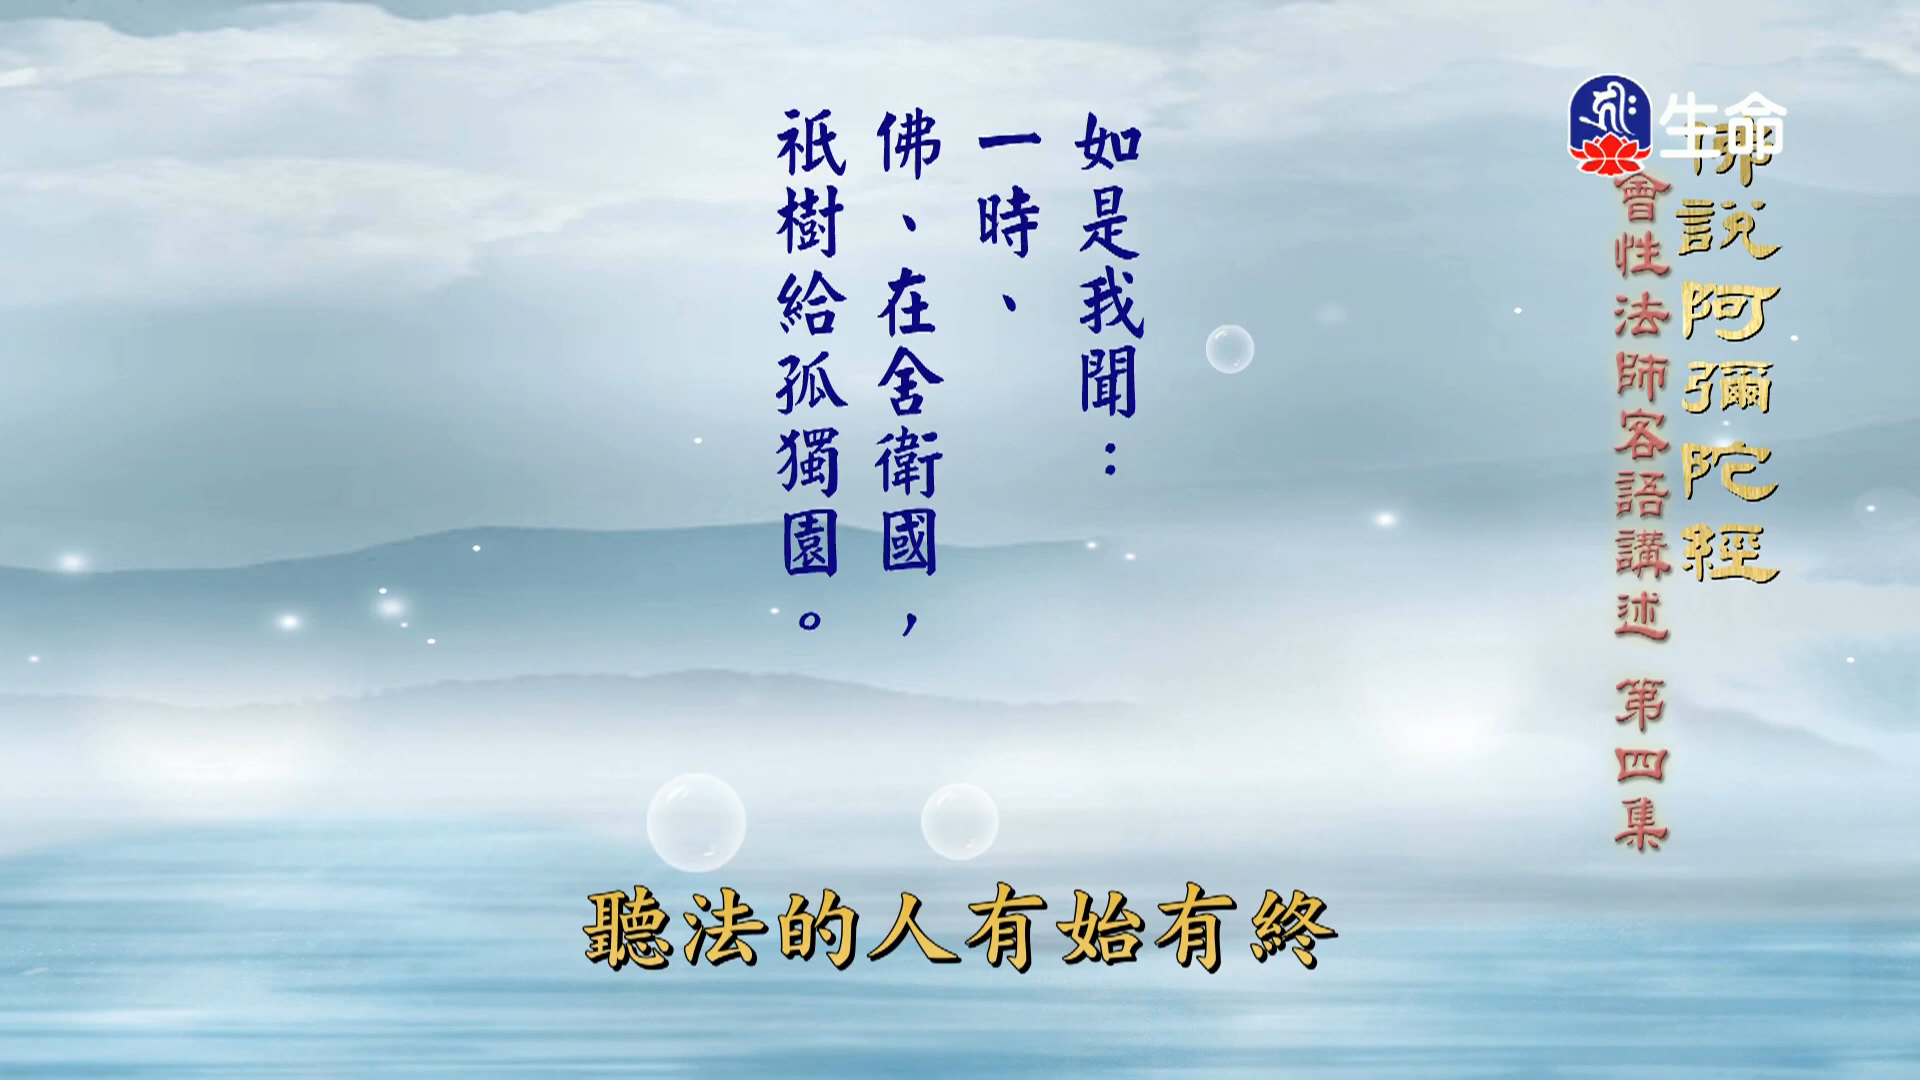 佛說阿彌陀經
會性法師客語講述 第四集
生命
如是我聞：
一時、
佛、在舍衛國，
祇樹給孤獨園。
聽法的人有始有終